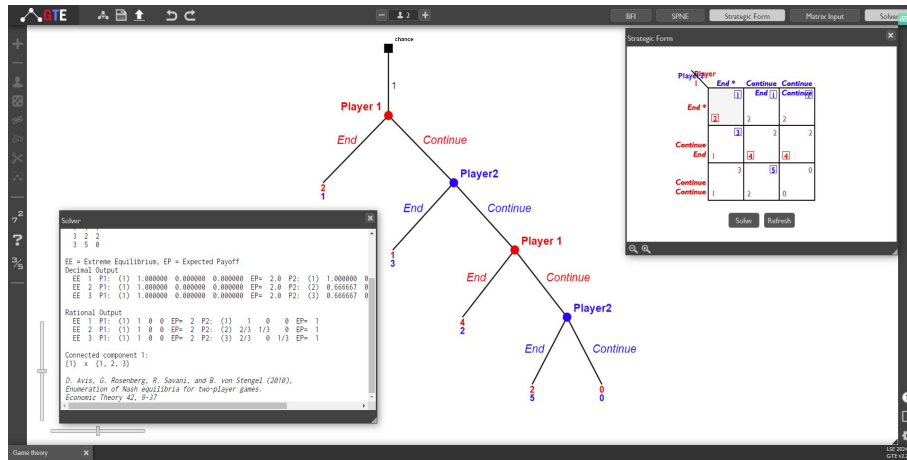 GTE
2
BFI
SPNE
Strategic Form
Matrix Input
Solver
chance
1
Player 1
End
Continue
2
1
Player2
End
Continue
1
3
Player 1
End
Continue
4
2
Player2
End
Continue
2
5
0
0
Strategic Form
Player2
Player
1
End *
Continue
End
Continue
Continue
End *
1
1
1
2
2
2
Continue
End
3
2
2
1
4
4
Continue
Continue
3
5
0
1
2
0
Solve
Refresh
Solver
3 2 2
3 5 0
EE = Extreme Equilibrium, EP = Expected Payoff
Decimal Output
EE 1 P1: (1) 1.000000 0.000000 0.000000 EP= 2.0 P2: (1) 1.000000 0
EE 2 P1: (1) 1.000000 0.000000 0.000000 EP= 2.0 P2: (2) 0.666667 0
EE 3 P1: (1) 1.000000 0.000000 0.000000 EP= 2.0 P2: (3) 0.666667 0
Rational Output
EE 1 P1: (1) 1 0 0 EP= 2 P2: (1) 1 0 0 EP= 1
EE 2 P1: (1) 1 0 0 EP= 2 P2: (2) 2/3 1/3 0 EP= 1
EE 3 P1: (1) 1 0 0 EP= 2 P2: (3) 2/3 0 1/3 EP= 1
Connected component 1:
{1} x {1, 2, 3}
D. Avis, G. Rosenberg, R. Savani, and B. von Stengel (2010),
Enumeration of Nash equilibria for two-player games.
Economic Theory 42, 9-37
Game theory
LSE 2024
GTE v2.